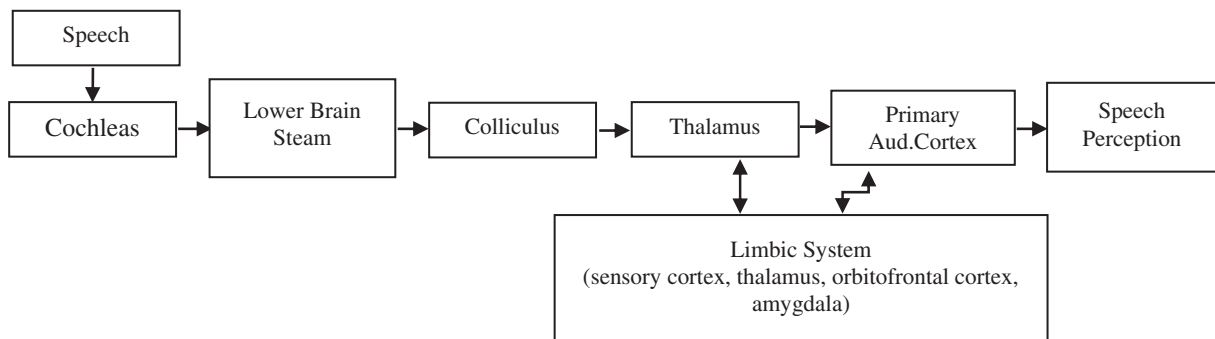 Speech
Cochleas
Lower Brain
Steam
Colliculus
Thalamus
Primary
Aud.Cortex
Speech
Perception
Limbic System
(sensory cortex, thalamus, orbitofrontal cortex,
amygdala)